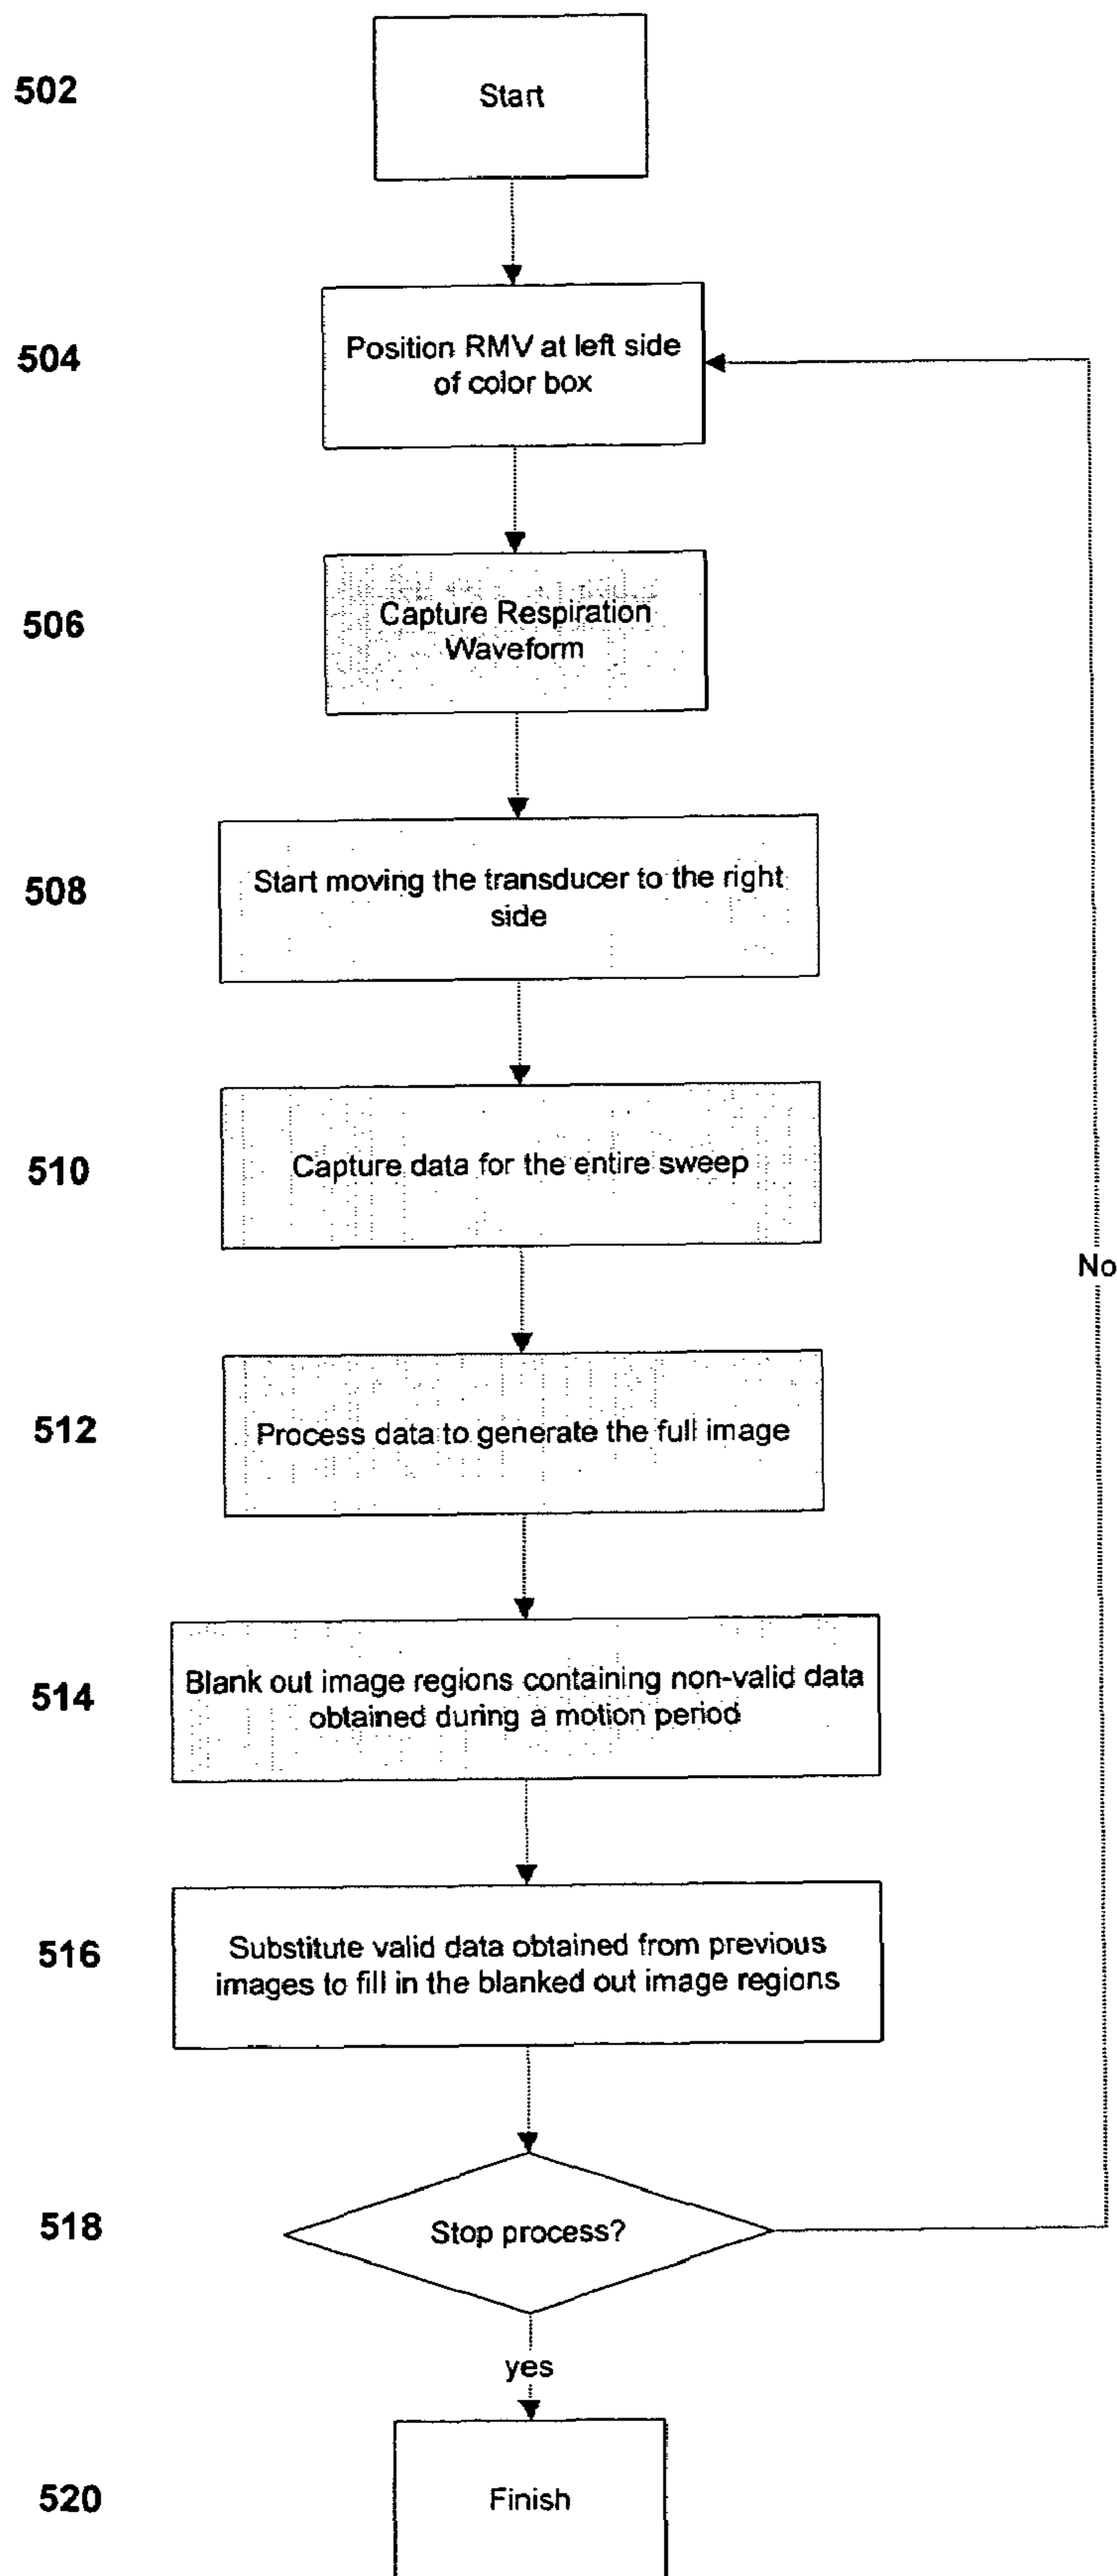 502
Start
504
Position RMV at left side
of color box
506
Capture Respiration
Waveform
508
Start moving the transducer to the right
side
510
Capture data for the entire sweep
No
512
Process data to generate the full image
514
Blank out image regions containing non-valid data
obtained during a motion period
516
Substitute valid data obtained from previous
images to fill in the blanked out image regions
518
Stop process?
yes
520
Finish